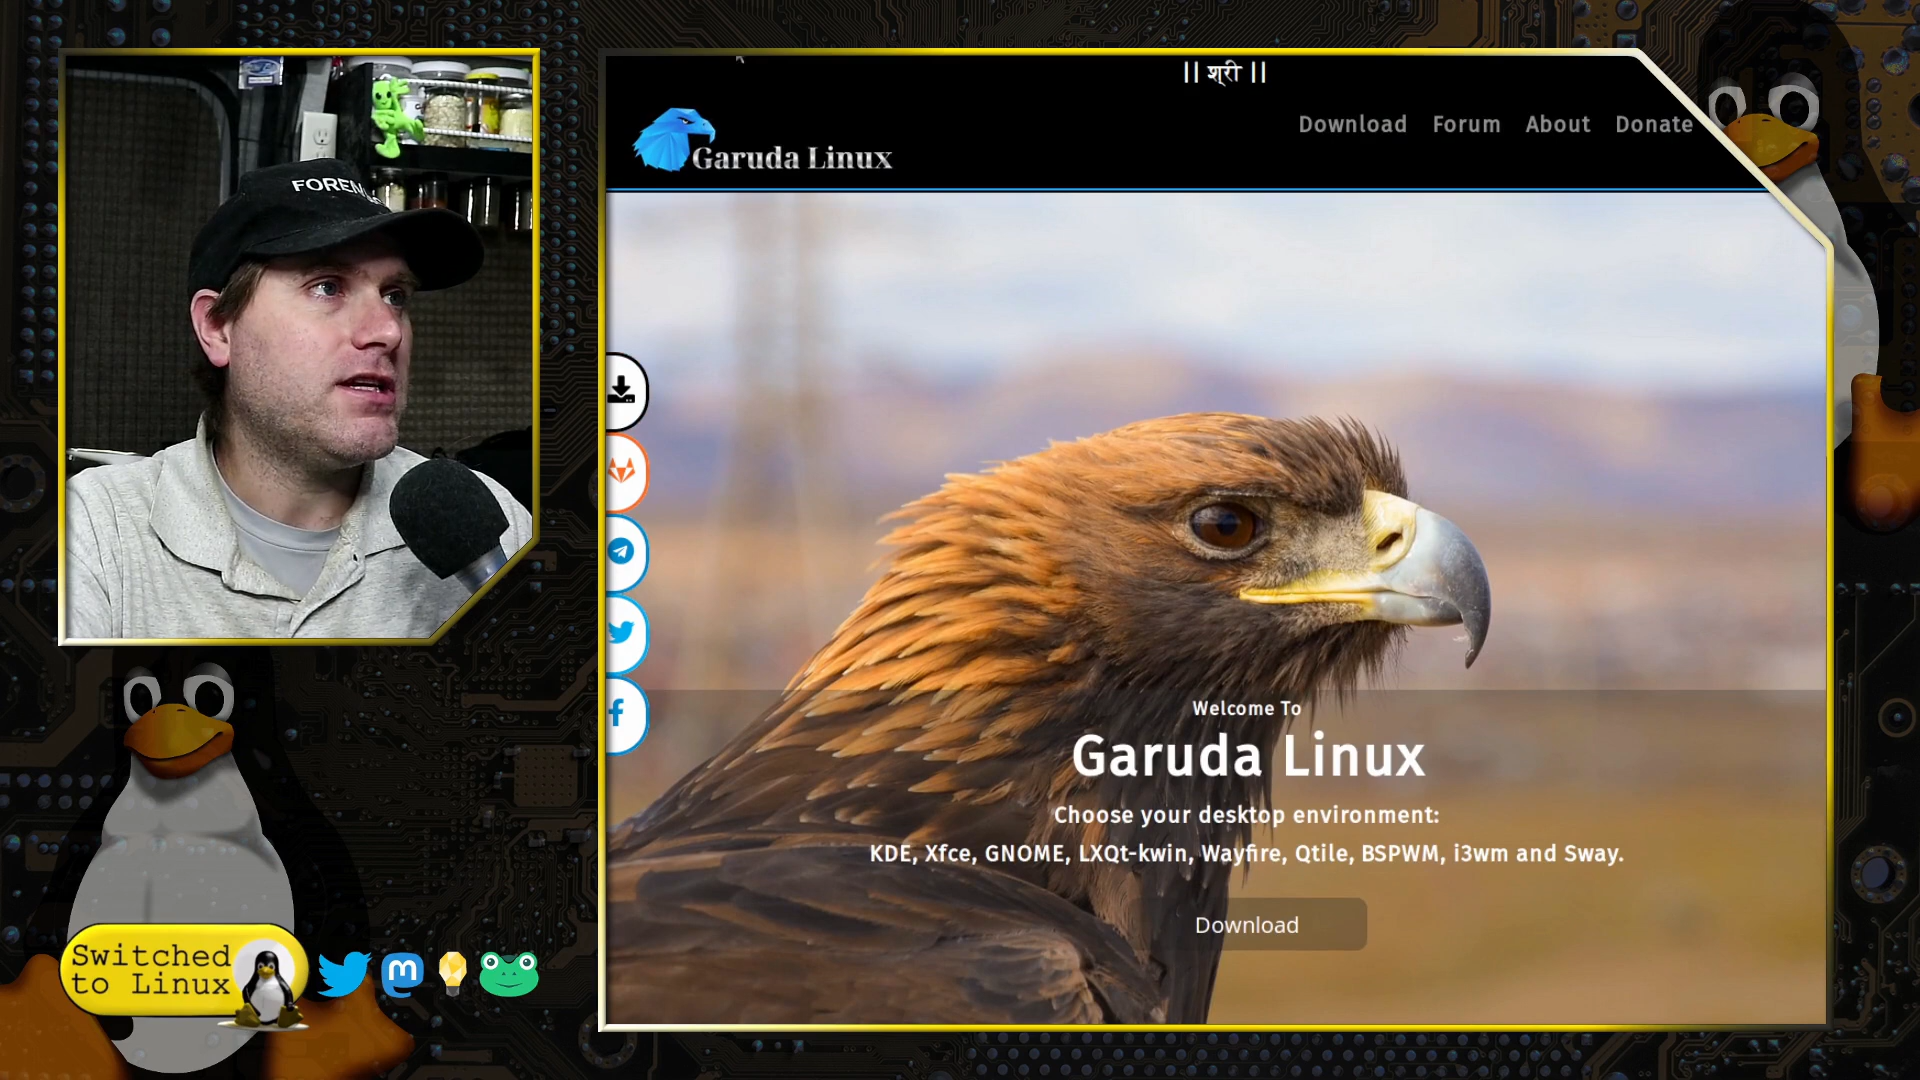 FOREN
|| श्री ||
Garuda Linux
Download Forum About Donate
Welcome To
Garuda Linux
Choose your desktop environment:
KDE, Xfce, GNOME, LXQt-kwin, Wayfire, Qtile, BSPWM, i3wm and Sway.
Download
Switched
to Linux